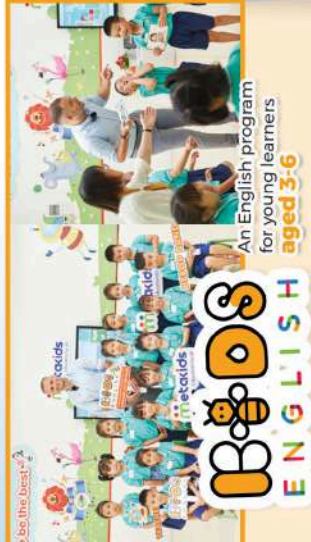 be the best
metakids
metakids
An English program
for young learners
aged 3-6
KiDS
ENGLISH